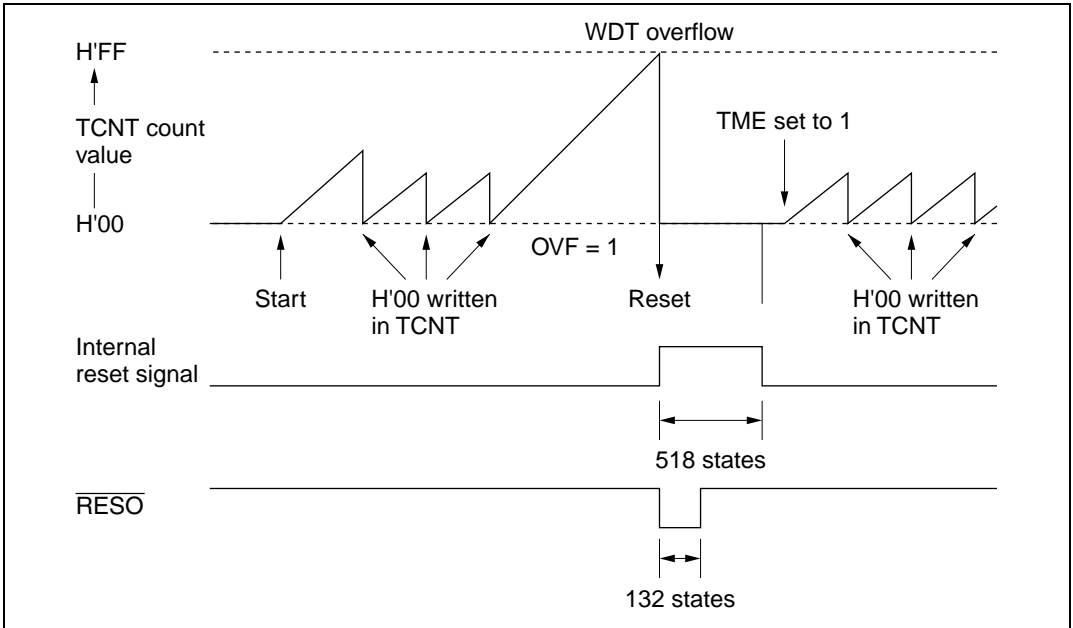 WDT overflow
H'FF
TCNT count
value
TME set to 1
H'00
OVF = 1
Start
H'00 written
in TCNT
Reset
H'00 written
in TCNT
Internal
reset signal
518 states
RESO
132 states